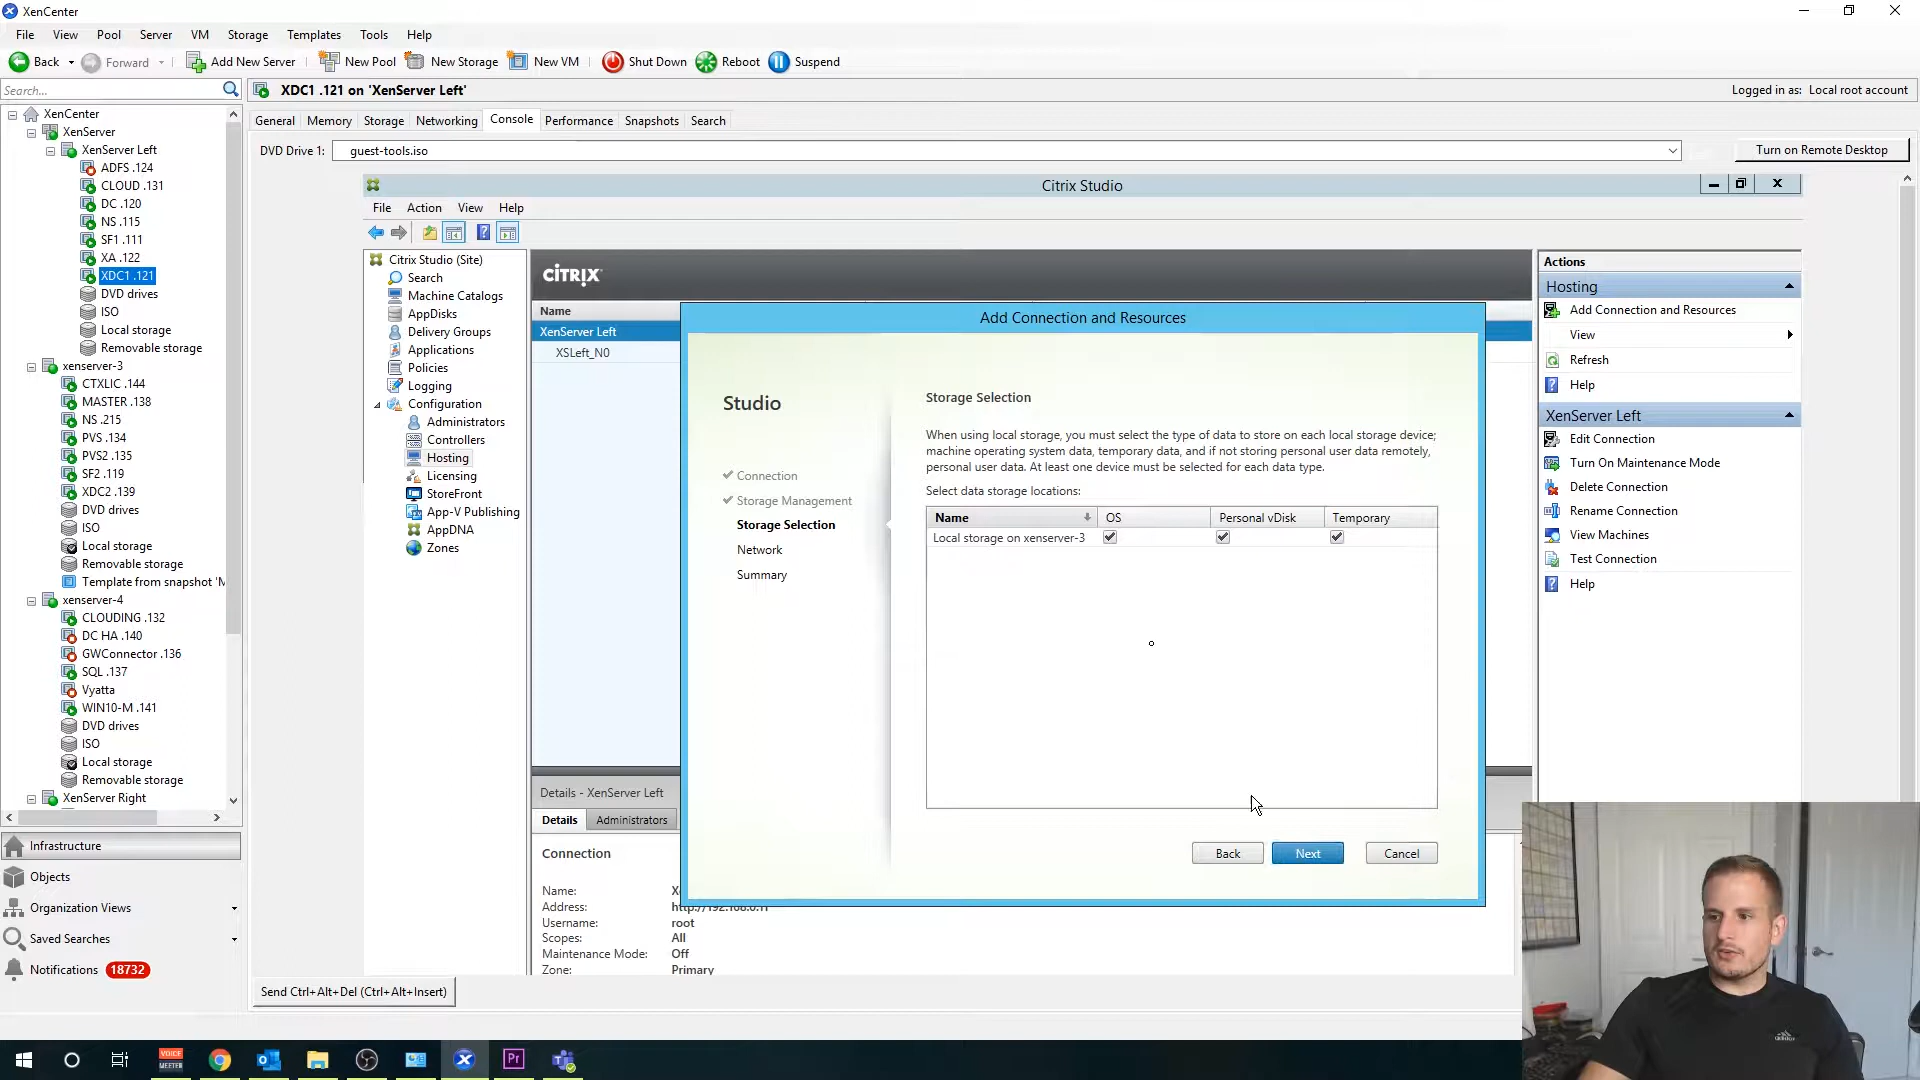 XenCenter
File View Pool Server VM Storage Templates Tools Help
Back Forward Add New Server New Pool New Storage New VM Shut Down Reboot Suspend
Search...
XDC1 .121 on 'XenServer Left'
Logged in as: Local root account
General Memory Storage Networking Console Performance Snapshots Search
DVD Drive 1: guest-tools.iso
Turn on Remote Desktop
XenCenter
XenServer
XenServer Left
ADFS .124
CLOUD .131
DC .120
NS .115
SF1 .111
XA .122
XDC1 .121
DVD drives
ISO
Local storage
Removable storage
xenserver-3
CTXLIC .144
MASTER .138
NS .215
PVS .134
PVS2 .135
SF2 .119
XDC2 .139
DVD drives
ISO
Local storage
Removable storage
Template from snapshot 'M
xenserver-4
CLOUDING .132
DC HA .140
GWConnector .136
SQL .137
Vyatta
WIN10-M .141
DVD drives
ISO
Local storage
Removable storage
XenServer Right
Infrastructure
Objects
Organization Views
Saved Searches
Notifications 18732
Citrix Studio
File Action View Help
Citrix Studio (Site)
Search
Machine Catalogs
AppDisks
Delivery Groups
Applications
Policies
Logging
Configuration
Administrators
Controllers
Hosting
Licensing
StoreFront
App-V Publishing
AppDNA
Zones
CITRIX
Name
XenServer Left
XSLeft_N0
Add Connection and Resources
Studio
Connection
Storage Management
Storage Selection
Network
Summary
Storage Selection
When using local storage, you must select the type of data to store on each local storage device;
machine operating system data, temporary data, and if not storing personal user data remotely,
personal user data. At least one device must be selected for each data type.
Select data storage locations:
Name OS Personal vDisk Temporary
Local storage on xenserver-3
Back Next Cancel
Details - XenServer Left
Details Administrators
Connection
Name: X
Address: http://192.168.0.11
Username: root
Scopes: All
Maintenance Mode: Off
Zone: Primary
Actions
Hosting
Add Connection and Resources
View
Refresh
Help
XenServer Left
Edit Connection
Turn On Maintenance Mode
Delete Connection
Rename Connection
View Machines
Test Connection
Help
Send Ctrl+Alt+Del (Ctrl+Alt+Insert)
VOICE
MEETER
Pr